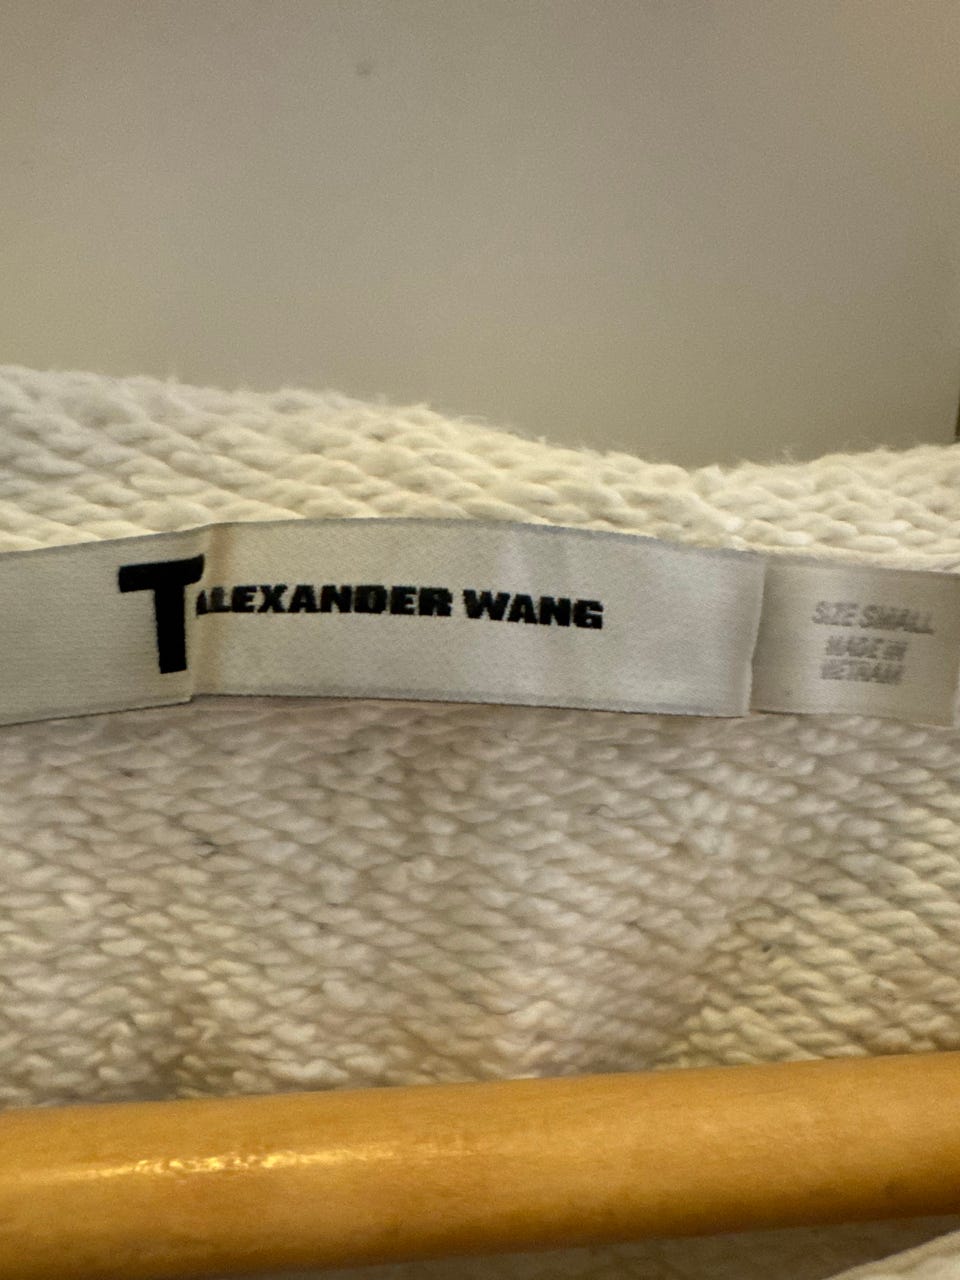 T ALEXANDER WANG
SIZE SMALL
MADE IN
VIETNAM